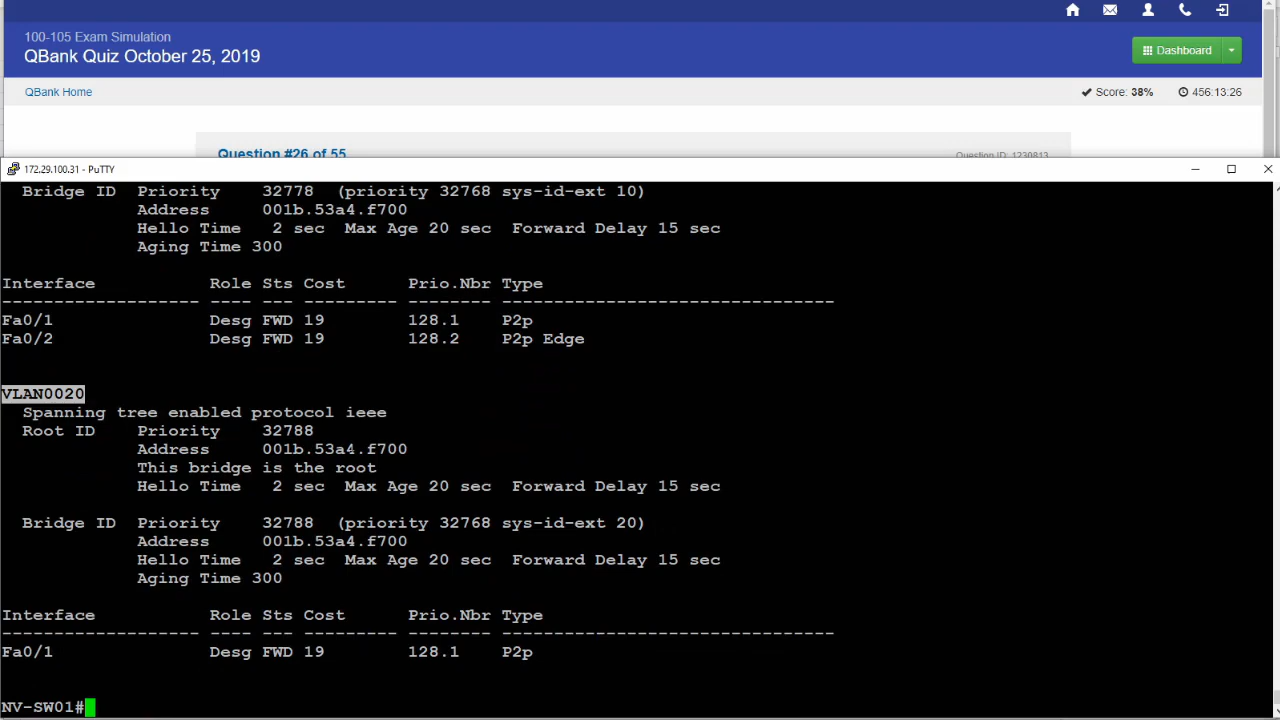 100-105 Exam Simulation
QBank Quiz October 25, 2019
Dashboard
QBank Home
Score: 38%
456:13:26
Question #26 of 55
Question ID: 1230813
172.29.100.31 - PuTTY
Bridge ID Priority 32778 (priority 32768 sys-id-ext 10)
Address 001b.53a4.f700
Hello Time 2 sec Max Age 20 sec Forward Delay 15 sec
Aging Time 300
Interface Role Sts Cost Prio.Nbr Type
------------------- ---- --- --------- -------- --------------------------------
Fa0/1 Desg FWD 19 128.1 P2p
Fa0/2 Desg FWD 19 128.2 P2p Edge
VLAN0020
Spanning tree enabled protocol ieee
Root ID Priority 32788
Address 001b.53a4.f700
This bridge is the root
Hello Time 2 sec Max Age 20 sec Forward Delay 15 sec
Bridge ID Priority 32788 (priority 32768 sys-id-ext 20)
Address 001b.53a4.f700
Hello Time 2 sec Max Age 20 sec Forward Delay 15 sec
Aging Time 300
Interface Role Sts Cost Prio.Nbr Type
------------------- ---- --- --------- -------- --------------------------------
Fa0/1 Desg FWD 19 128.1 P2p
NV-SW01#